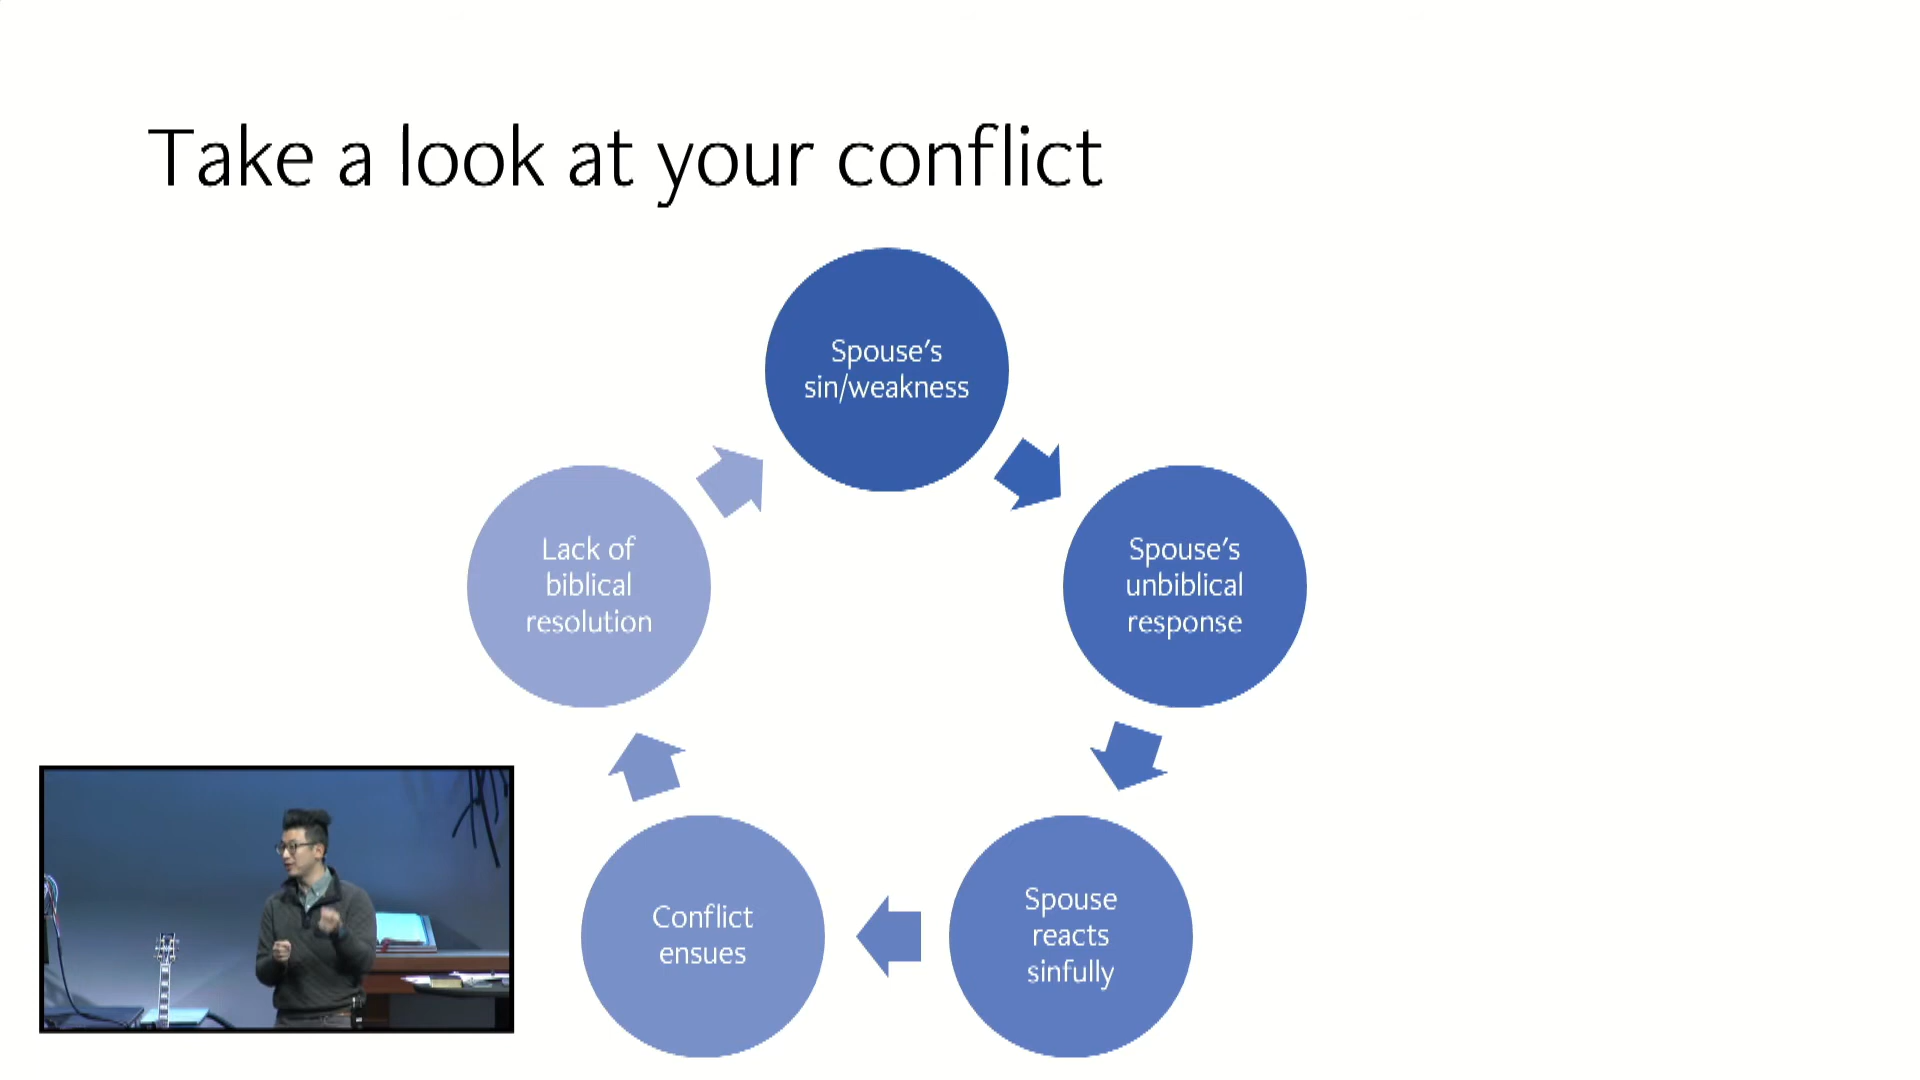 Take a look at your conflict
Spouse’s
sin/weakness
Spouse’s
unbiblical
response
Spouse
reacts
sinfully
Conflict
ensues
Lack of
biblical
resolution